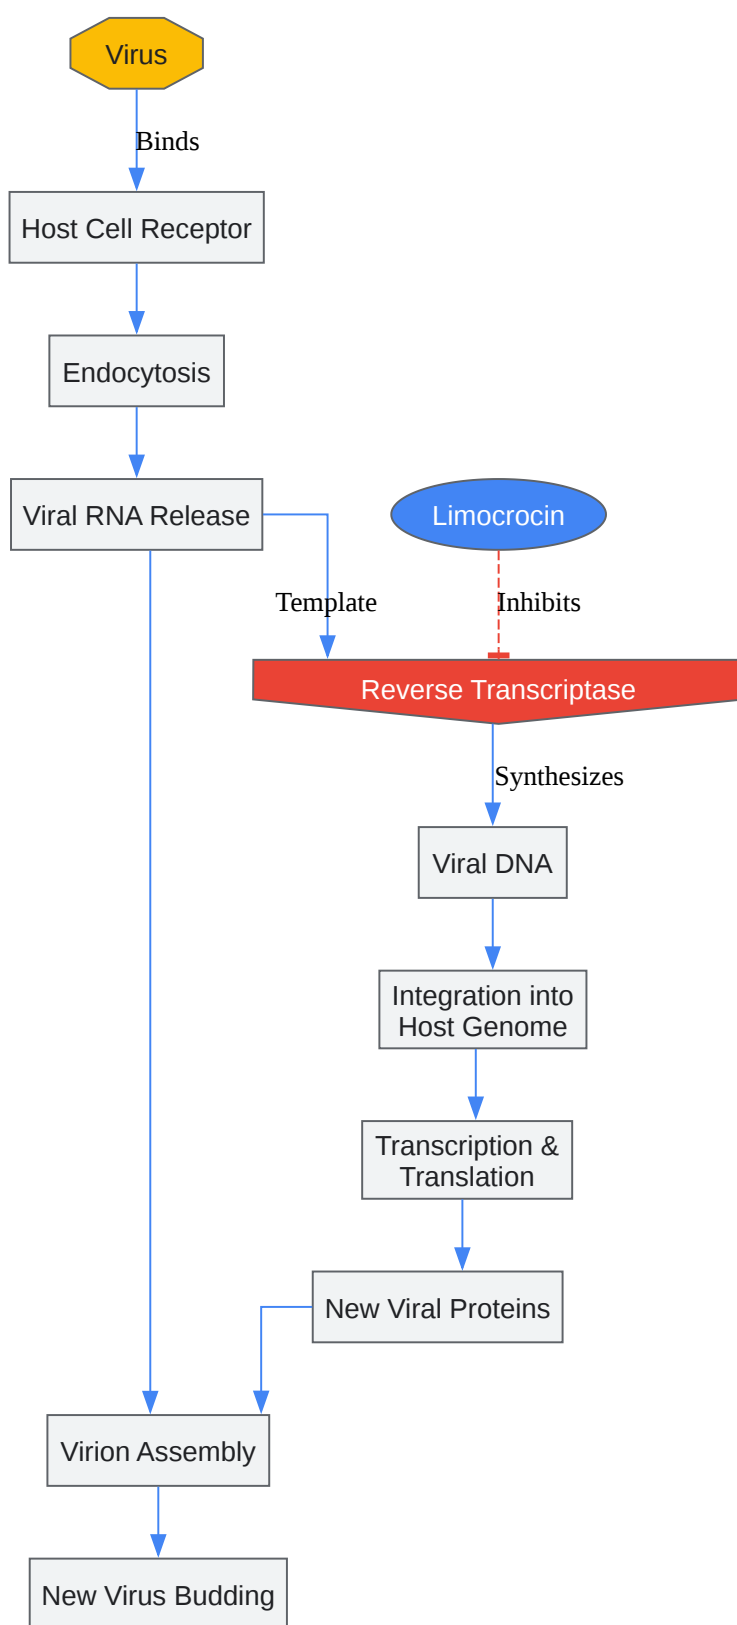 Virus
Binds
Host Cell Receptor
Endocytosis
Viral RNA Release
Limocrocin
Template
Inhibits
Reverse Transcriptase
Synthesizes
Viral DNA
Integration into
Host Genome
Transcription &
Translation
New Viral Proteins
Virion Assembly
New Virus Budding